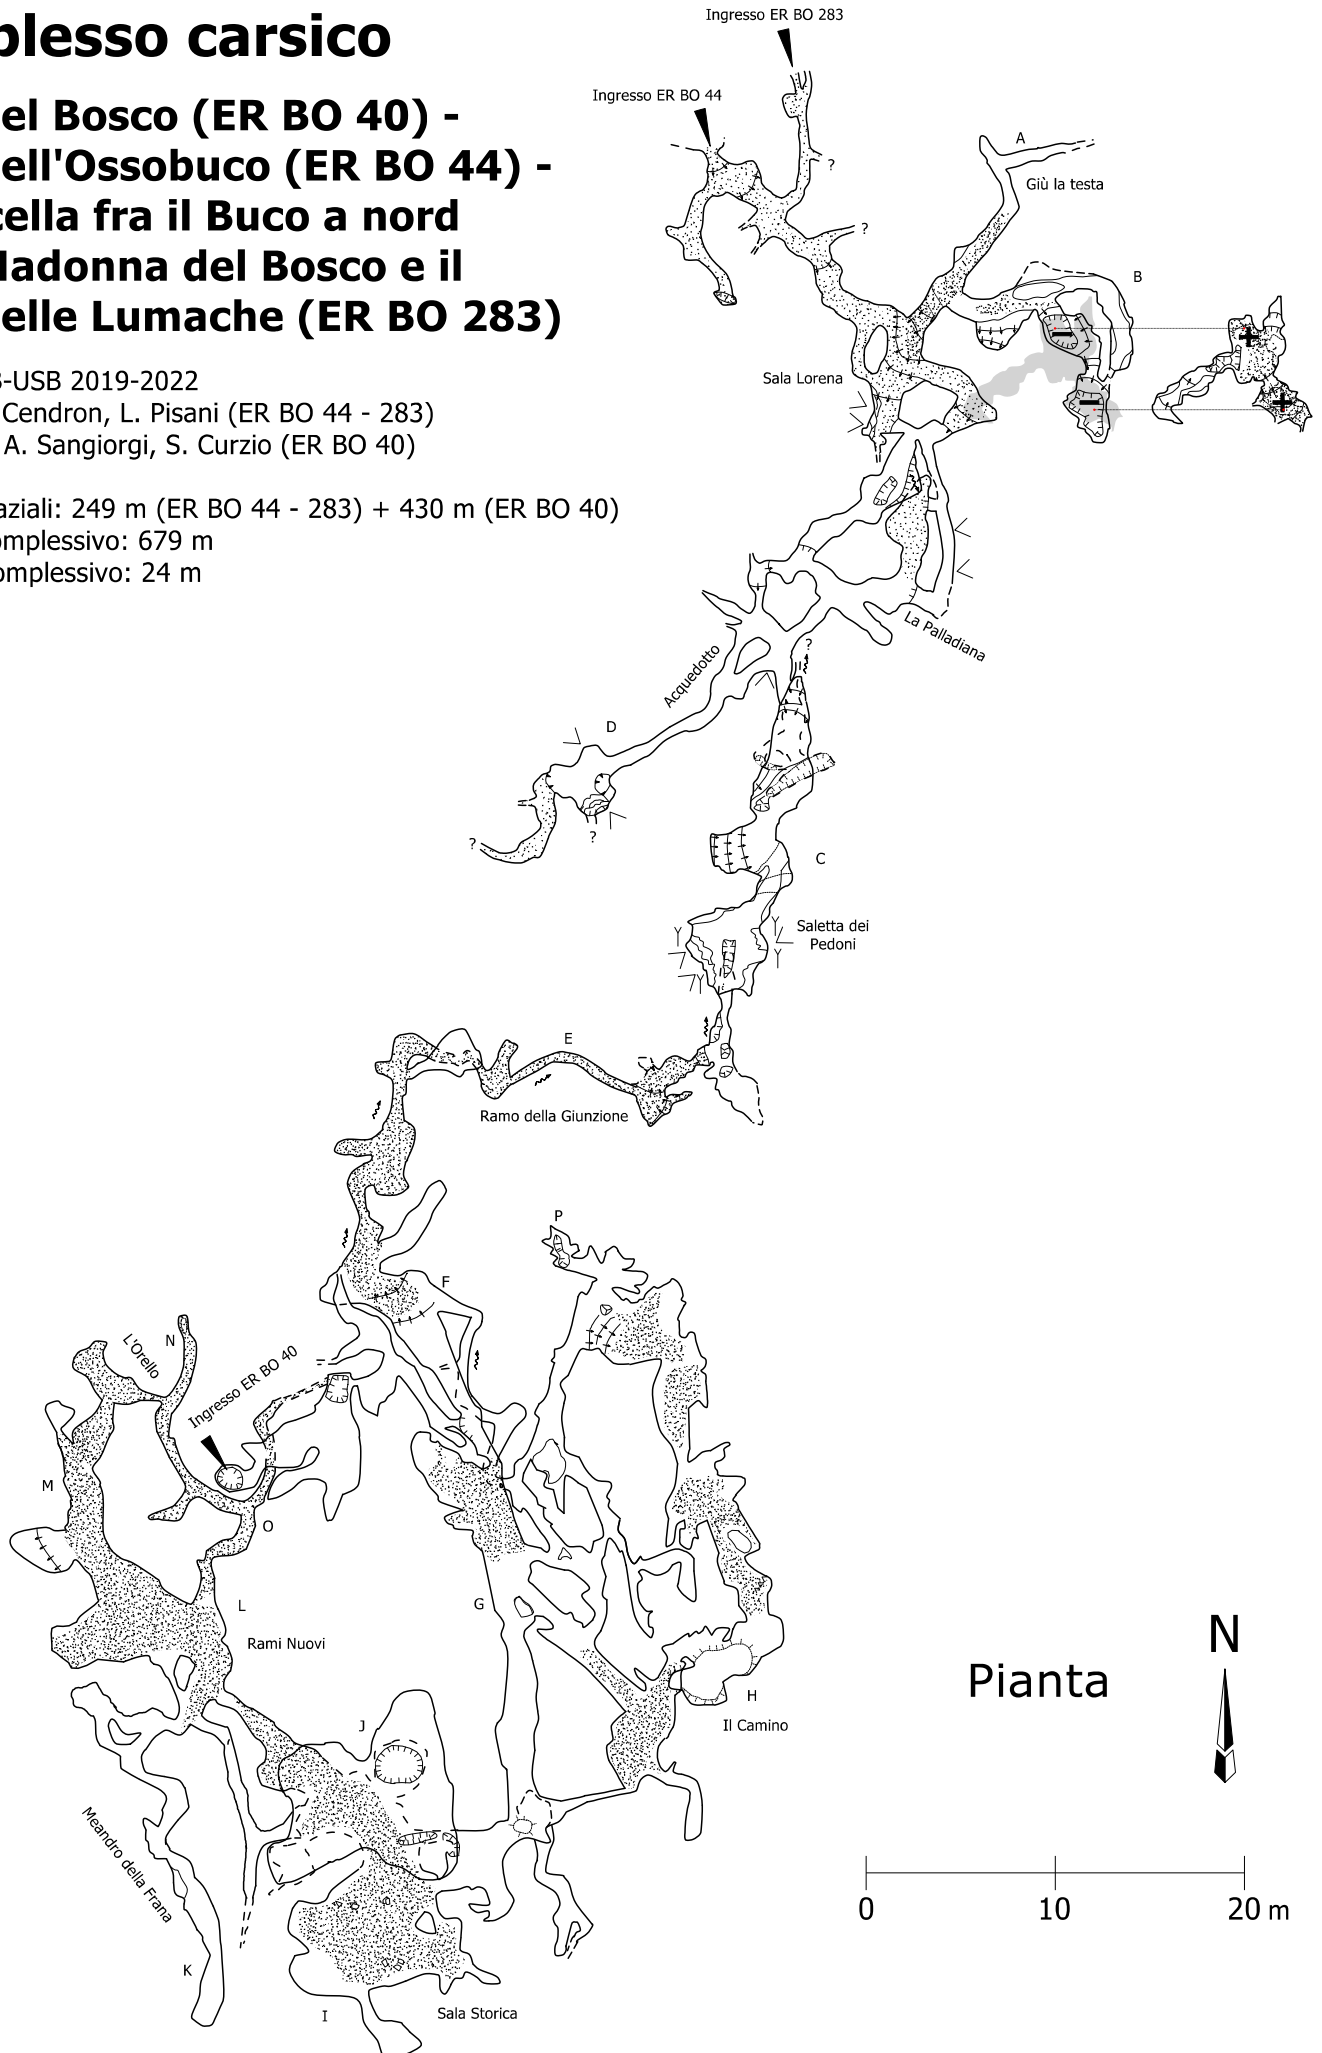 plesso carsico
el Bosco (ER BO 40) -
ell'Ossobuco (ER BO 44) -
cella fra il Buco a nord
Madonna del Bosco e il
elle Lumache (ER BO 283)
B-USB 2019-2022
Cendron, L. Pisani (ER BO 44 - 283)
A. Sangiorgi, S. Curzio (ER BO 40)
aziali: 249 m (ER BO 44 - 283) + 430 m (ER BO 40)
omplessivo: 679 m
omplessivo: 24 m
Ingresso ER BO 283
Ingresso ER BO 44
?
A
Giù la testa
?
B
Sala Lorena
La Palladiana
?
Acquedotto
D
?
?
C
Saletta dei
Pedoni
E
Ramo della Giunzione
P
F
L'Orello
N
Ingresso ER BO 40
M
O
G
L
Rami Nuovi
H
Il Camino
J
Meandro della Frana
K
I
Sala Storica
Pianta
N
0
10
20 m